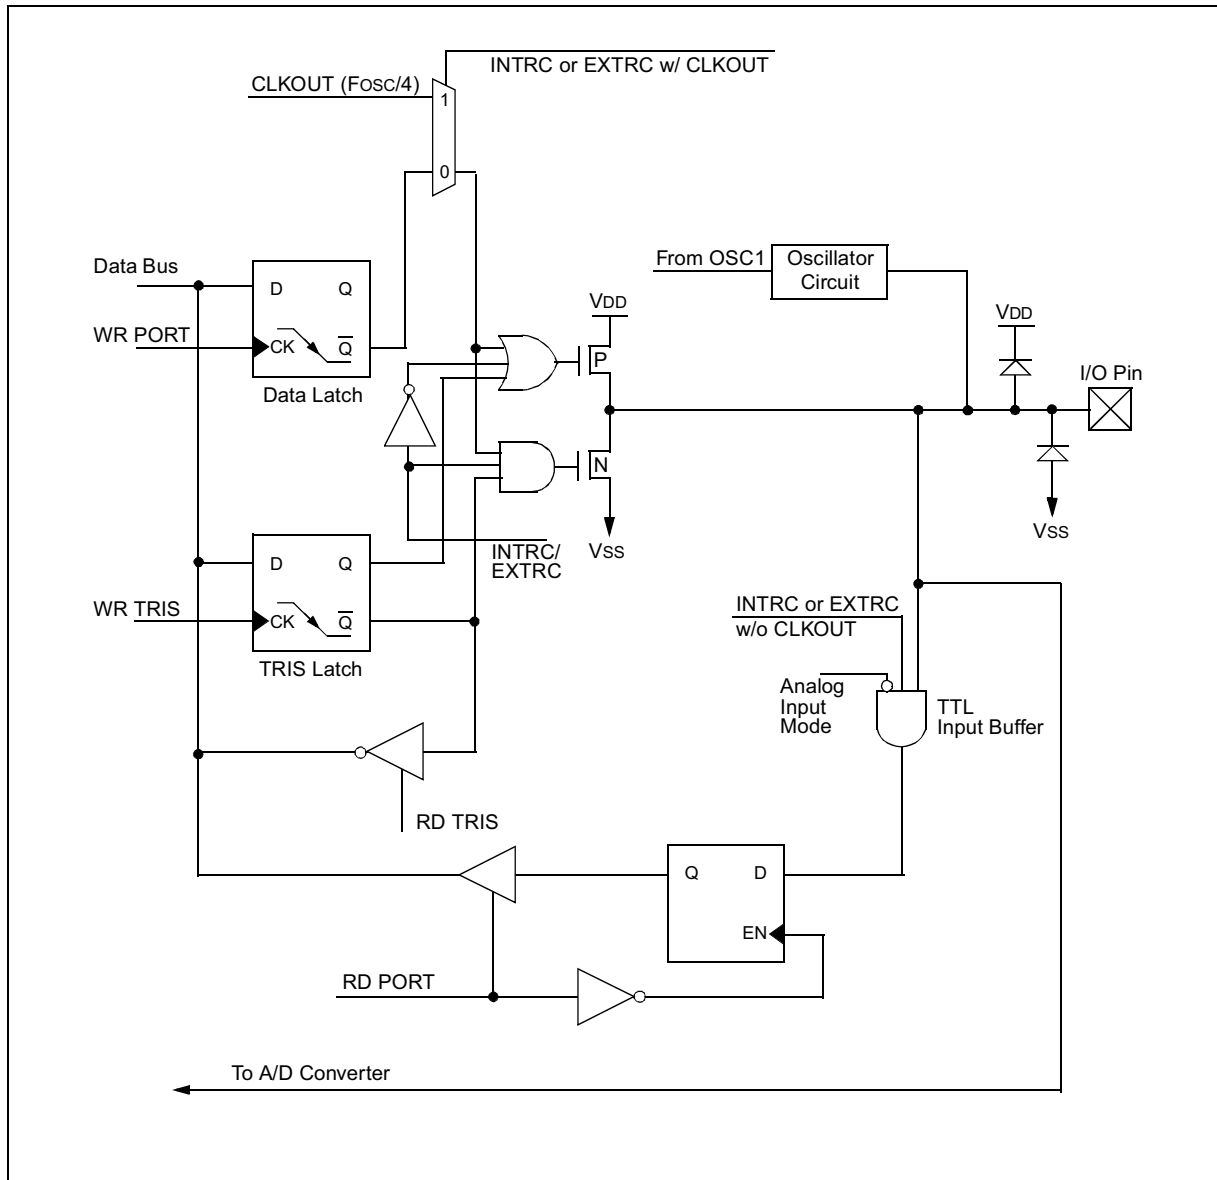 INTRC or EXTRC w/ CLKOUT
CLKOUT (FOSC/4)
1
0
Data Bus
D
Q
WR PORT
CK
Q̅
Data Latch
From OSC1
Oscillator
Circuit
VDD
P
VDD
I/O Pin
N
VSS
VSS
INTRC/
EXTRC
D
Q
WR TRIS
CK
Q̅
TRIS Latch
INTRC or EXTRC
w/o CLKOUT
Analog
Input
Mode
TTL
Input Buffer
RD TRIS
Q
D
EN
RD PORT
To A/D Converter